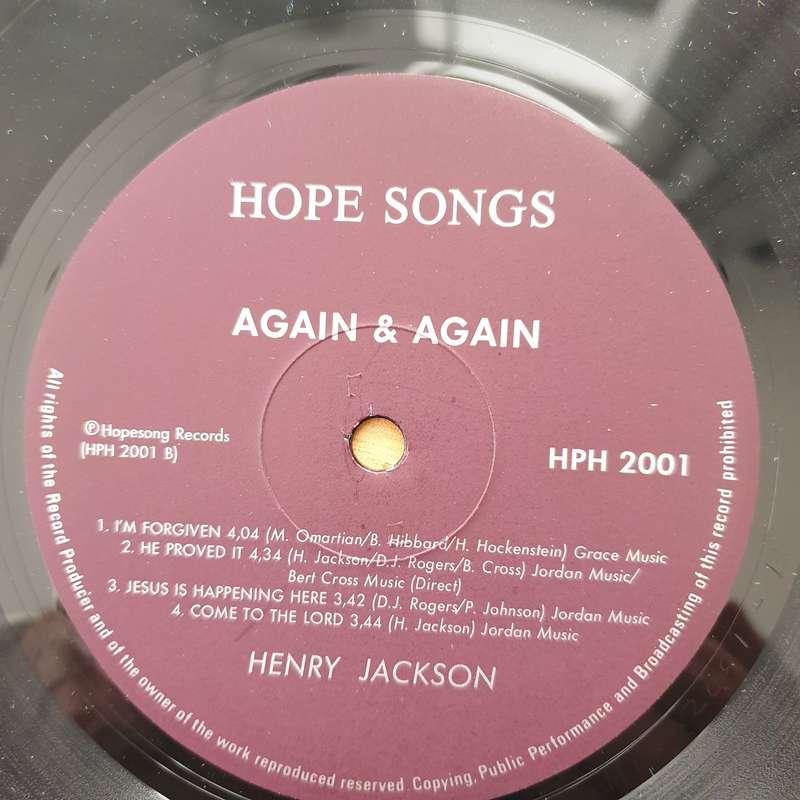 HOPE SONGS
AGAIN & AGAIN
℗ Hopesong Records
(HPH 2001 B)
HPH 2001
1. I'M FORGIVEN 4,04 (M. Omartian/B. Hibbard/H. Hockenstein) Grace Music
2. HE PROVED IT 4,34 (H. Jackson/D.J. Rogers/B. Cross) Jordan Music/
Bert Cross Music (Direct)
3. JESUS IS HAPPENING HERE 3,42 (D.J. Rogers/P. Johnson) Jordan Music
4. COME TO THE LORD 3,44 (H. Jackson) Jordan Music
HENRY JACKSON
All rights of the Record Producer and of the owner of the work reproduced reserved. Copying, Public Performance and Broadcasting of this record prohibited